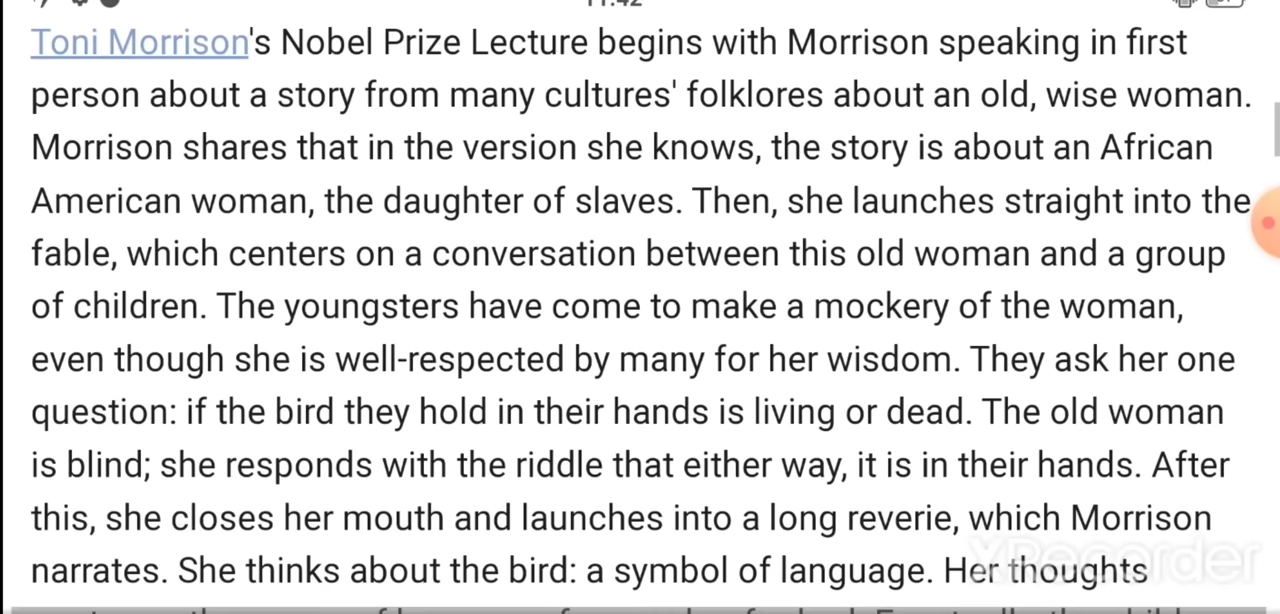 Toni Morrison's Nobel Prize Lecture begins with Morrison speaking in first
person about a story from many cultures' folklores about an old, wise woman.
Morrison shares that in the version she knows, the story is about an African
American woman, the daughter of slaves. Then, she launches straight into the
fable, which centers on a conversation between this old woman and a group
of children. The youngsters have come to make a mockery of the woman,
even though she is well-respected by many for her wisdom. They ask her one
question: if the bird they hold in their hands is living or dead. The old woman
is blind; she responds with the riddle that either way, it is in their hands. After
this, she closes her mouth and launches into a long reverie, which Morrison
narrates. She thinks about the bird: a symbol of language. Her thoughts
XRecorder